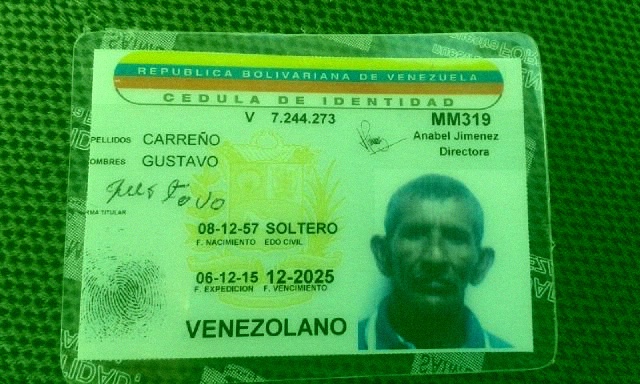 REPUBLICA BOLIVARIANA DE VENEZUELA
CEDULA DE IDENTIDAD
V 7.244.273
MM319
Anabel Jimenez
Directora
PELLIDOS CARREÑO
OMBRES GUSTAVO
Gustavo
RMA TITULAR
08-12-57 SOLTERO
F. NACIMIENTO EDO CIVIL
06-12-15 12-2025
F. EXPEDICION F. VENCIMIENTO
VENEZOLANO